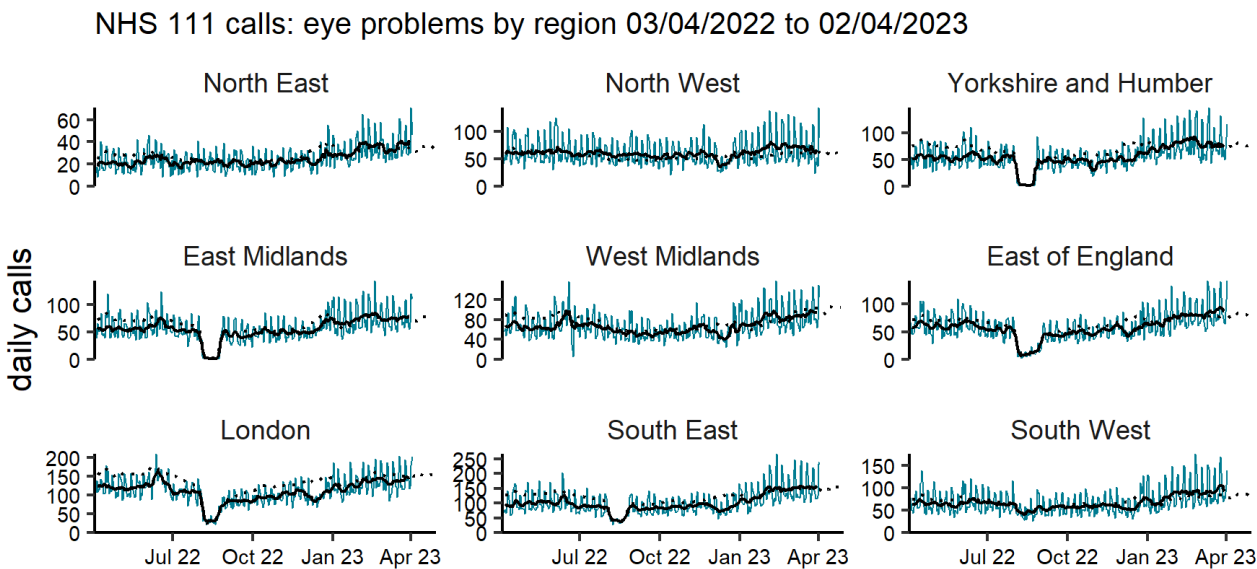 NHS 111 calls: eye problems by region 03/04/2022 to 02/04/2023
North East
North West
Yorkshire and Humber
60
40
20
0
100
50
0
100
50
0
East Midlands
West Midlands
East of England
daily calls
100
50
0
120
80
40
0
100
50
0
London
South East
South West
200
150
100
50
0
250
200
150
100
50
0
150
100
50
0
Jul 22 Oct 22 Jan 23 Apr 23
Jul 22 Oct 22 Jan 23 Apr 23
Jul 22 Oct 22 Jan 23 Apr 23